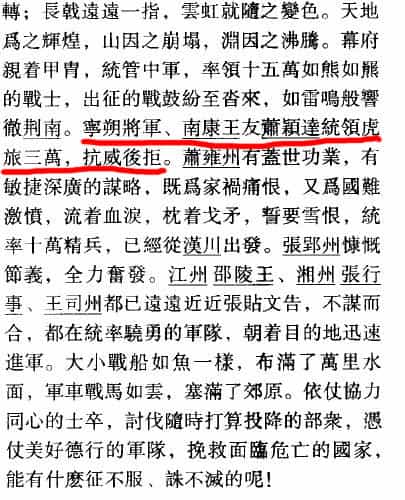 轉；長戟遠遠一指，雲虹就隨之變色。天地
爲之輝煌，山因之崩塌，淵因之沸騰。幕府
親着甲冑，統管中軍，率領十五萬如熊如羆
的戰士，出征的戰鼓紛至沓來，如雷鳴般響
徹荆南。寧朔將軍、南康王友蕭穎達統領虎
旅三萬，抗威後拒。蕭雍州有蓋世功業，有
敏捷深廣的謀略，既爲家禍痛恨，又爲國難
激憤，流着血淚，枕着戈矛，誓要雪恨，統
率十萬精兵，已經從漢川出發。張郢州慷慨
節義，全力奮發。江州邵陵王、湘州張行
事、王司州都已遠遠近近張貼文告，不謀而
合，都在統率驍勇的軍隊，朝着目的地迅速
進軍。大小戰船如魚一樣，布滿了萬里水
面，軍車戰馬如雲，塞滿了郊原。依仗協力
同心的士卒，討伐隨時打算投降的部衆，憑
仗美好德行的軍隊，挽救面臨危亡的國家，
能有什麽征不服、誅不滅的呢！